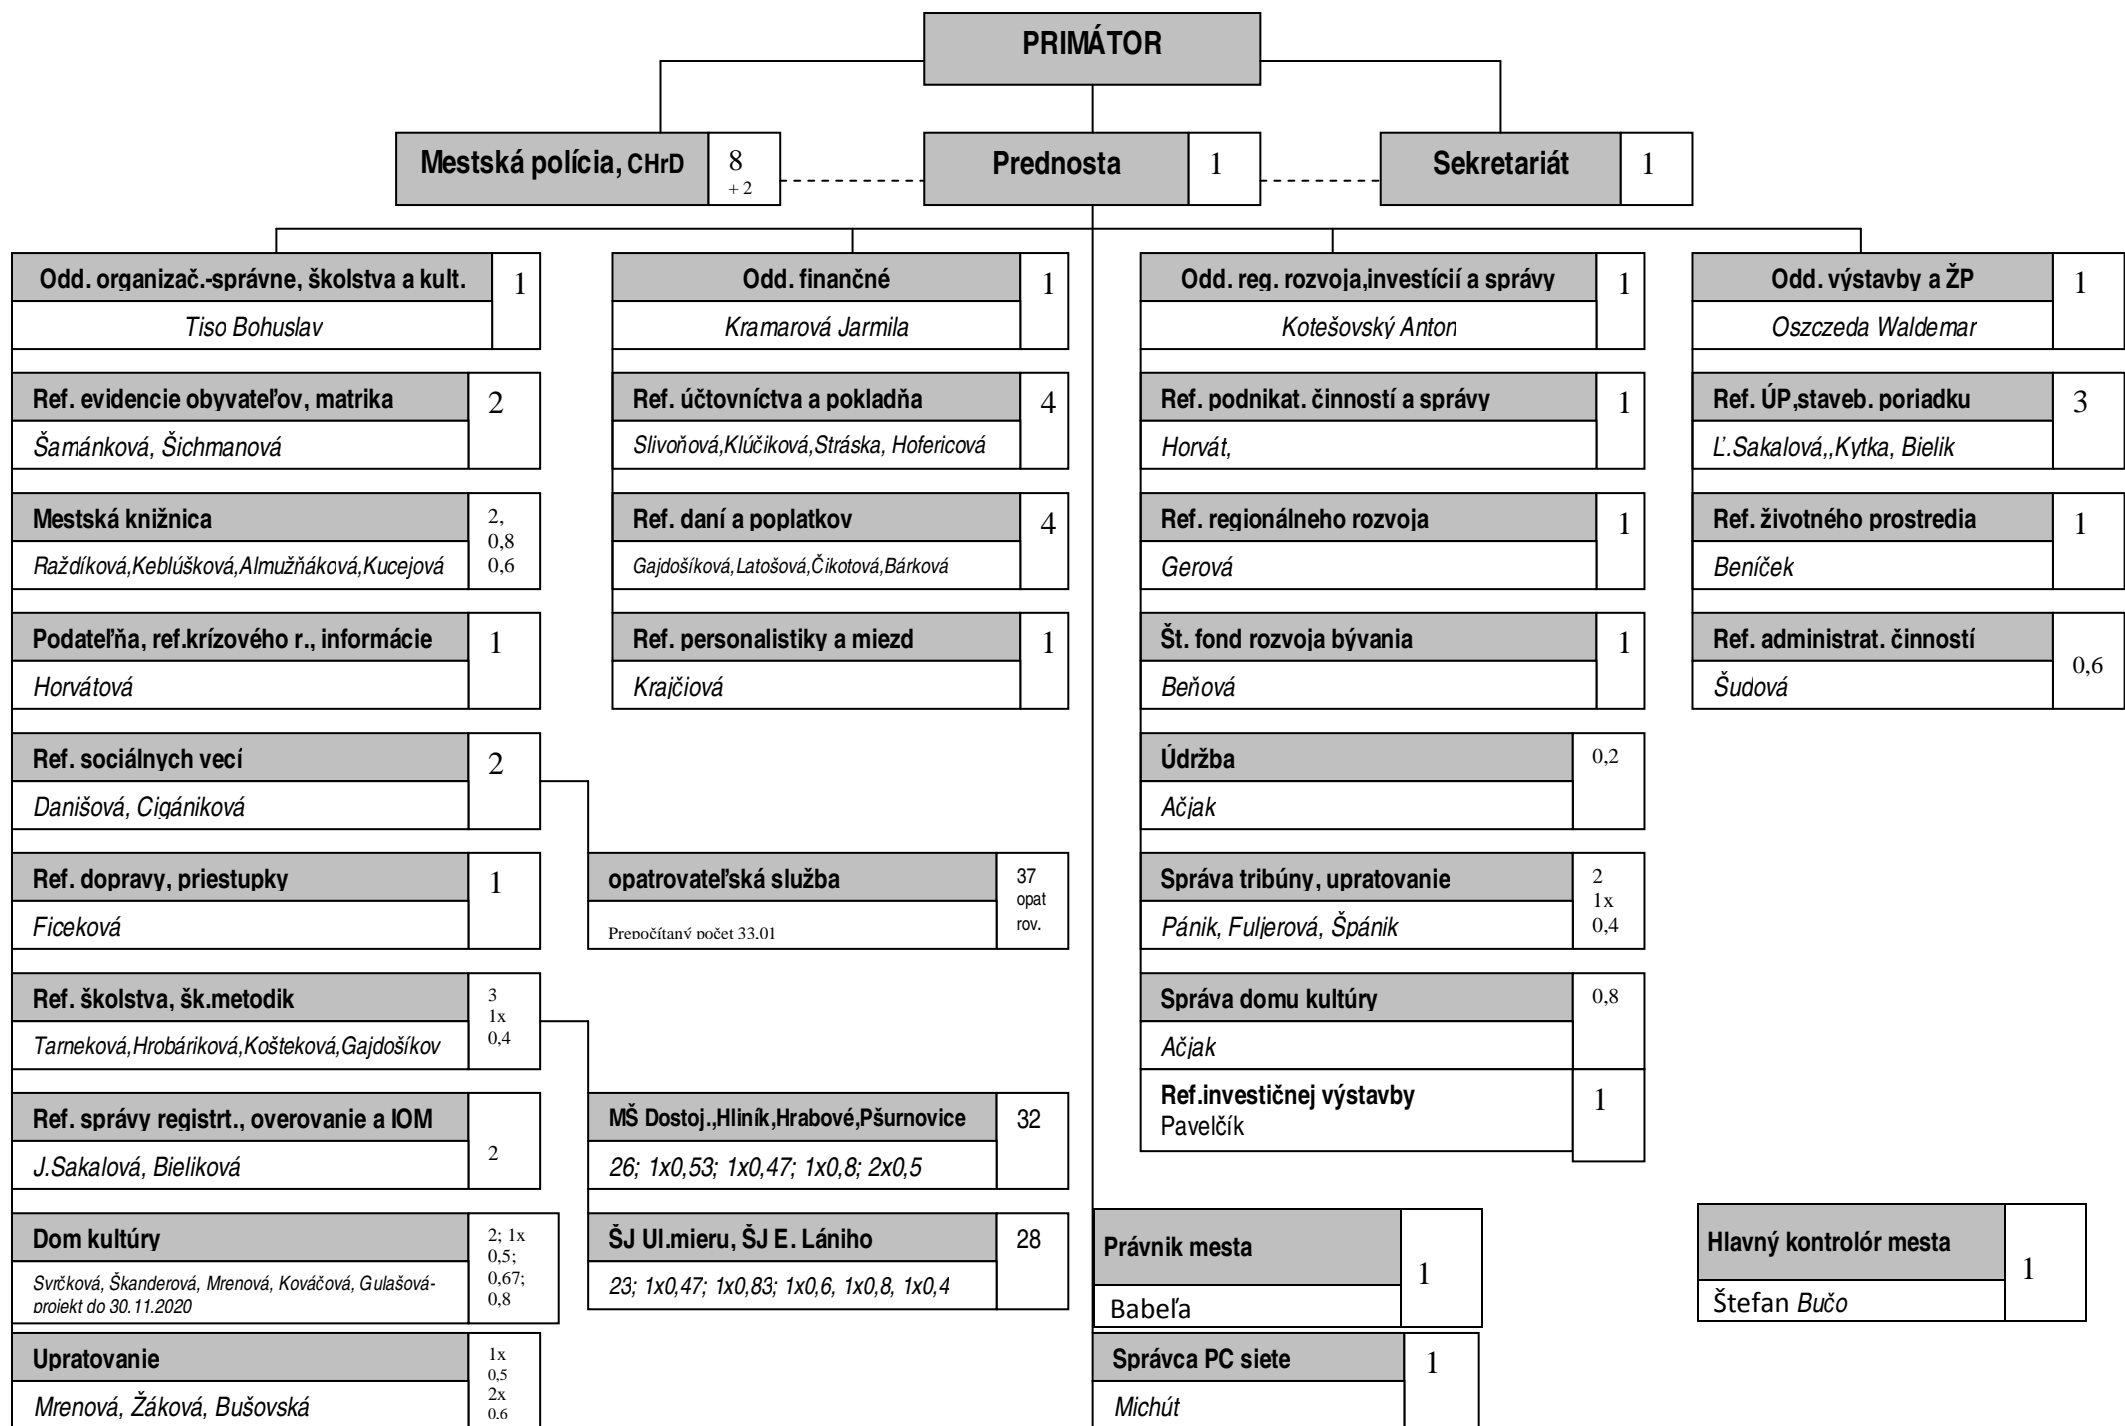 PRIMÁTOR
Mestská polícia, CHrD
8
+ 2
Prednosta
1
Sekretariát
1
Odd. organizač.-správne, školstva a kult.
1
Tiso Bohuslav
Ref. evidencie obyvateľov, matrika
2
Šamánková, Šichmanová
Mestská knižnica
2,
0,8
0,6
Raždíková,Keblúšková,Almužňáková,Kucejová
Podateľňa, ref.krízového r., informácie
1
Horvátová
Ref. sociálnych vecí
2
Danišová, Cigániková
Ref. dopravy, priestupky
1
Ficeková
Ref. školstva, šk.metodik
3
1x
0,4
Tarneková,Hrobáriková,Košteková,Gajdošíkov
Ref. správy registrt., overovanie a IOM
2
J.Sakalová, Bieliková
Dom kultúry
2; 1x
0,5;
0,67;
0,8
Svrčková, Škanderová, Mrenová, Kováčová, Gulašová-
projekt do 30.11.2020
Upratovanie
1x
0,5
2x
0,6
Mrenová, Žáková, Bušovská
Odd. finančné
1
Kramarová Jarmila
Ref. účtovníctva a pokladňa
4
Slivoňová,Klúčiková,Stráska, Hofericová
Ref. daní a poplatkov
4
Gajdošíková,Latošová,Čikotová,Bárková
Ref. personalistiky a miezd
1
Krajčiová
opatrovateľská služba
37
opat
rov.
Prepočítaný počet 33.01
MŠ Dostoj.,Hliník,Hrabové,Pšurnovice
32
26; 1x0,53; 1x0,47; 1x0,8; 2x0,5
ŠJ Ul.mieru, ŠJ E. Lániho
28
23; 1x0,47; 1x0,83; 1x0,6, 1x0,8, 1x0,4
Odd. reg. rozvoja,investícií a správy
1
Kotešovský Anton
Ref. podnikat. činností a správy
1
Horvát,
Ref. regionálneho rozvoja
1
Gerová
Št. fond rozvoja bývania
1
Beňová
Údržba
0,2
Ačjak
Správa tribúny, upratovanie
2
1x
0,4
Pánik, Fuljerová, Špánik
Správa domu kultúry
0,8
Ačjak
Ref.investičnej výstavby
1
Pavelčík
Právnik mesta
1
Babeľa
Správca PC siete
1
Michút
Odd. výstavby a ŽP
1
Oszczeda Waldemar
Ref. ÚP,staveb. poriadku
3
Ľ.Sakalová,,Kytka, Bielik
Ref. životného prostredia
1
Beníček
Ref. administrat. činností
0,6
Šudová
Hlavný kontrolór mesta
1
Štefan Bučo